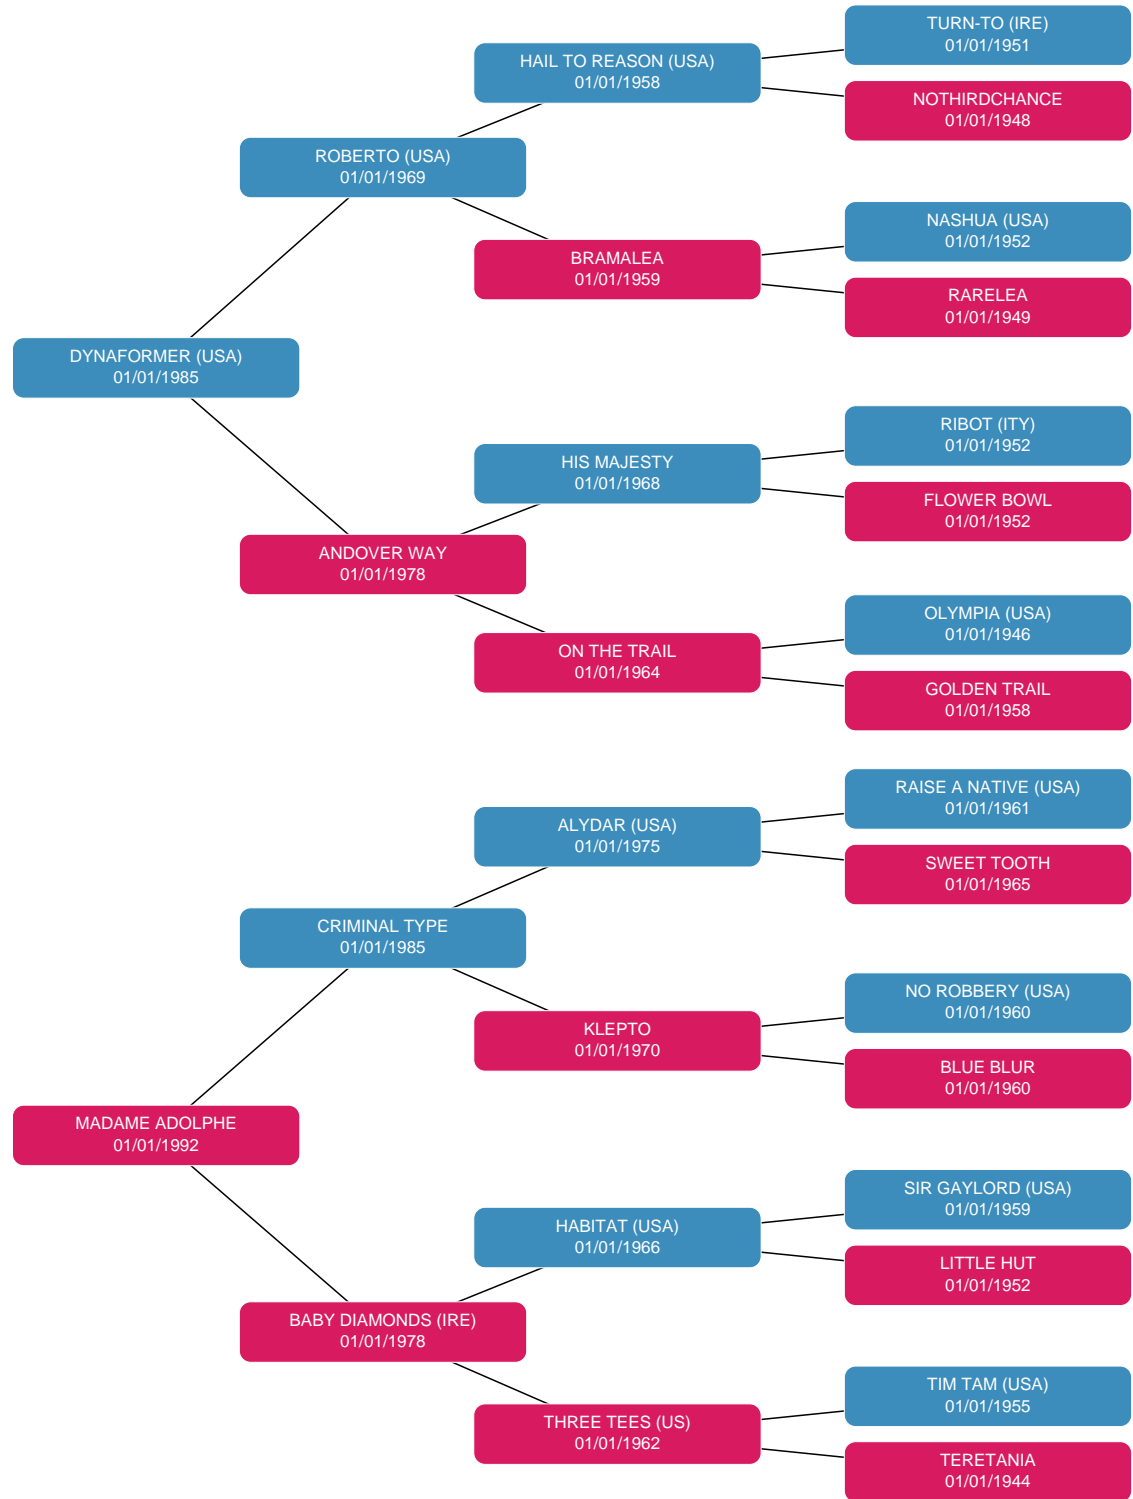 TURN-TO (IRE)
01/01/1951
HAIL TO REASON (USA)
01/01/1958
NOTHIRDCHANCE
01/01/1948
ROBERTO (USA)
01/01/1969
NASHUA (USA)
01/01/1952
BRAMALEA
01/01/1959
RARELEA
01/01/1949
DYNAFORMER (USA)
01/01/1985
RIBOT (ITY)
01/01/1952
HIS MAJESTY
01/01/1968
FLOWER BOWL
01/01/1952
ANDOVER WAY
01/01/1978
OLYMPIA (USA)
01/01/1946
ON THE TRAIL
01/01/1964
GOLDEN TRAIL
01/01/1958
RAISE A NATIVE (USA)
01/01/1961
ALYDAR (USA)
01/01/1975
SWEET TOOTH
01/01/1965
CRIMINAL TYPE
01/01/1985
NO ROBBERY (USA)
01/01/1960
KLEPTO
01/01/1970
BLUE BLUR
01/01/1960
MADAME ADOLPHE
01/01/1992
SIR GAYLORD (USA)
01/01/1959
HABITAT (USA)
01/01/1966
LITTLE HUT
01/01/1952
BABY DIAMONDS (IRE)
01/01/1978
TIM TAM (USA)
01/01/1955
THREE TEES (US)
01/01/1962
TERETANIA
01/01/1944